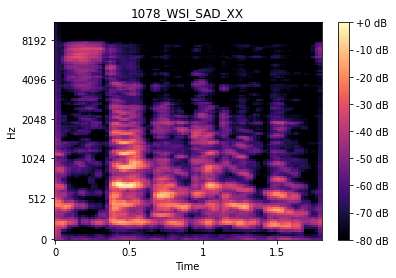 1078_WSI_SAD_XX
+0 dB
8192
-10 dB
4096
-20 dB
-30 dB
2048
-40 dB
Hz
1024
-50 dB
512
-60 dB
-70 dB
0
-80 dB
0
0.5
1
1.5
Time